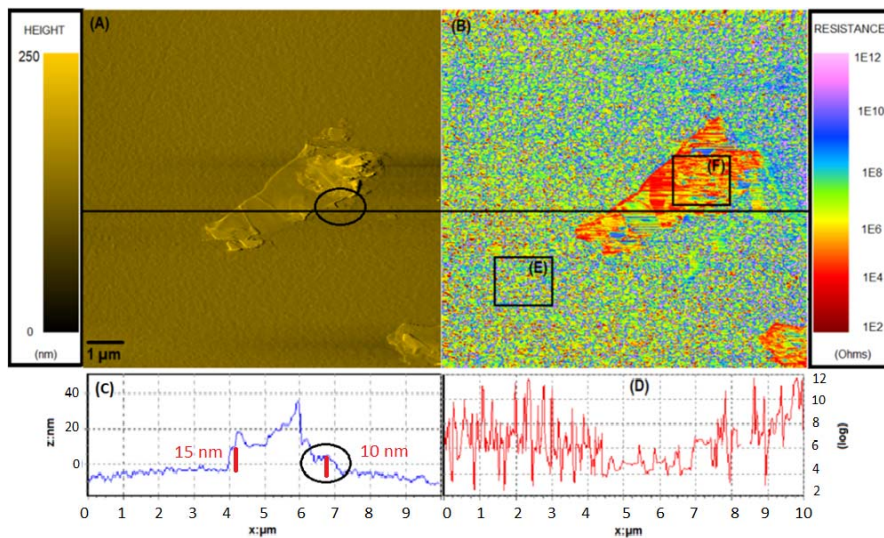 HEIGHT
250
0
(nm)
(A)
1 µm
(B)
(F)
(E)
RESISTANCE
1E12
1E10
1E8
1E6
1E4
1E2
(Ohms)
(C)
z:nm
40
20
0
15 nm
10 nm
0 1 2 3 4 5 6 7 8 9
x:µm
(D)
12
10
8
6
4
2
(log)
0 1 2 3 4 5 6 7 8 9 10
x:µm